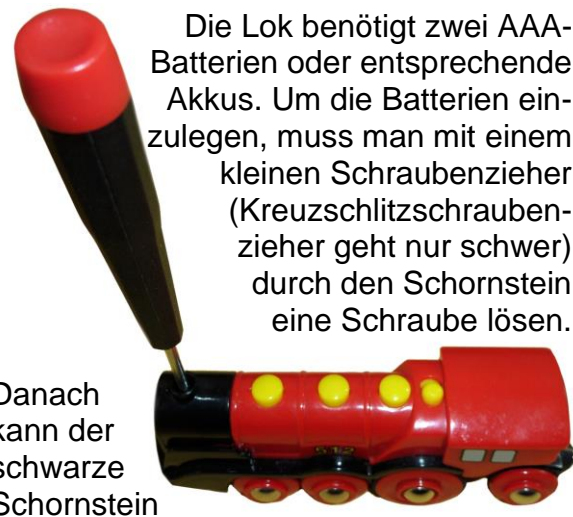 Die Lok benötigt zwei AAA-
Batterien oder entsprechende
Akkus. Um die Batterien ein-
zulegen, muss man mit einem
kleinen Schraubenzieher
(Kreuzschlitzschrauben-
zieher geht nur schwer)
durch den Schornstein
eine Schraube lösen.
Danach
kann der
schwarze
Schornstein